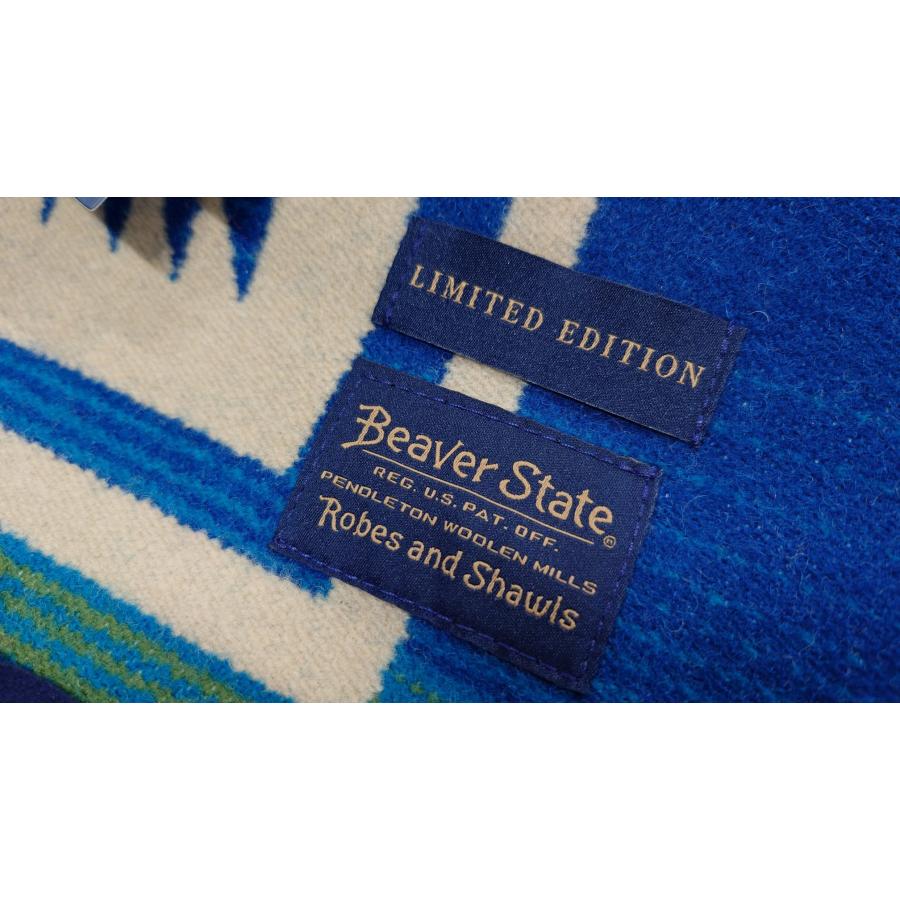 LIMITED EDITION
Beaver State
REG. U.S. PAT. OFF.
PENDLETON WOOLEN MILLS ®
Robes and Shawls